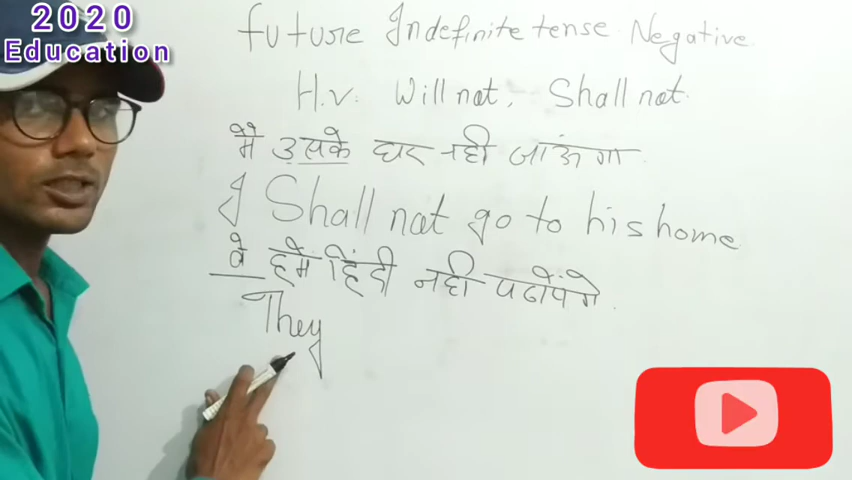 2020
Education
Future Indefinite tense Negative
H.v. Will not, Shall not.
मैं उसके घर नही जांऊगा
I Shall not go to his home
वे हमे हिंदी नही पढांएगे
They